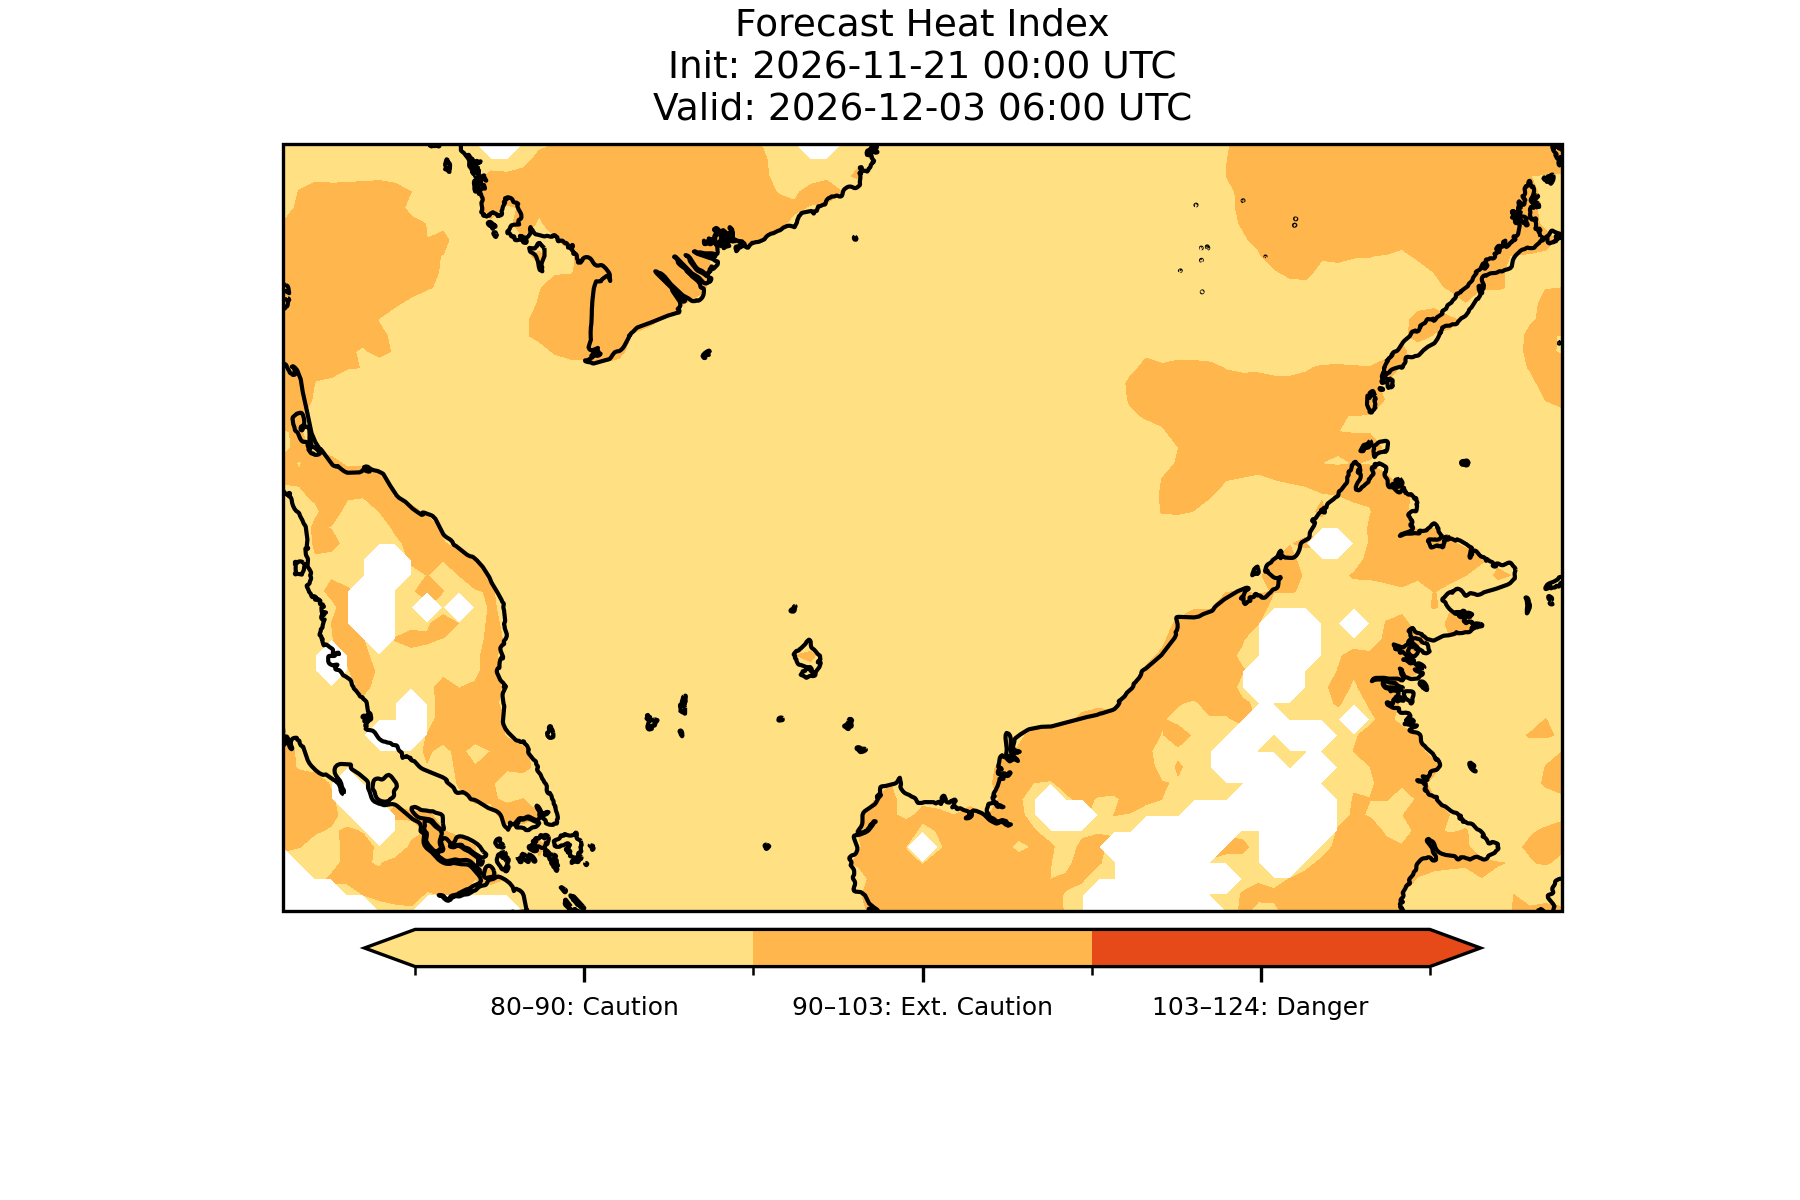 Forecast Heat Index
Init: 2026-11-21 00:00 UTC
Valid: 2026-12-03 06:00 UTC
80–90: Caution
90–103: Ext. Caution
103–124: Danger